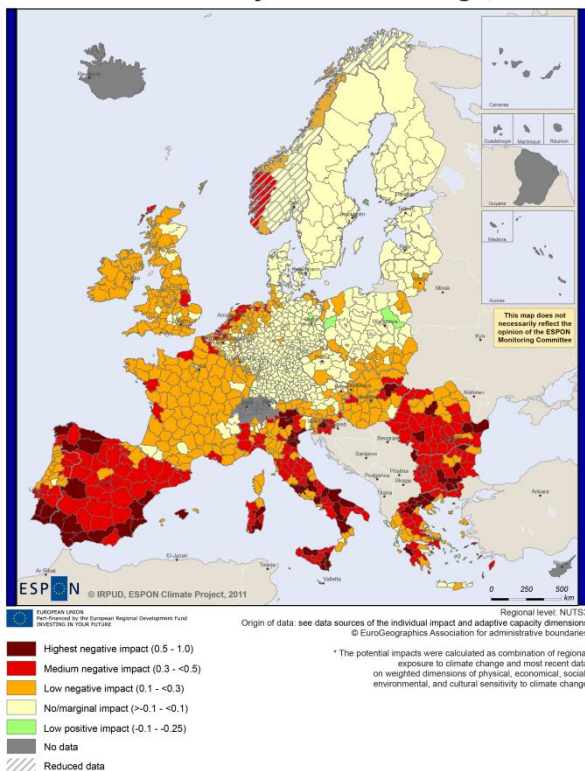 Reykjavik
Canarias
Guadeloupe Martinique Réunion
Guyane
Madeira
Acores
This map does not
necessarily reflect the
opinion of the ESPON
Monitoring Committee
Minsk
Kyiv
Beograd
Sarajevo
Podgorica
Skopje
Tirana
Ankara
Ar Ribat
El-Jazair
Valletta
ESPON
© IRPUD, ESPON Climate Project, 2011
0 250 500
km
EUROPEAN UNION
Part-financed by the European Regional Development Fund
INVESTING IN YOUR FUTURE
Regional level: NUTS3
Origin of data: see data sources of the individual impact and adaptive capacity dimensions
© EuroGeographics Association for administrative boundaries
Highest negative impact (0.5 - 1.0)
Medium negative impact (0.3 - <0.5)
Low negative impact (0.1 - <0.3)
No/marginal impact (>-0.1 - <0.1)
Low positive impact (-0.1 - -0.25)
No data
Reduced data
* The potential impacts were calculated as combination of regional
exposure to climate change and most recent data
on weighted dimensions of physical, economical, social,
environmental, and cultural sensitivity to climate change